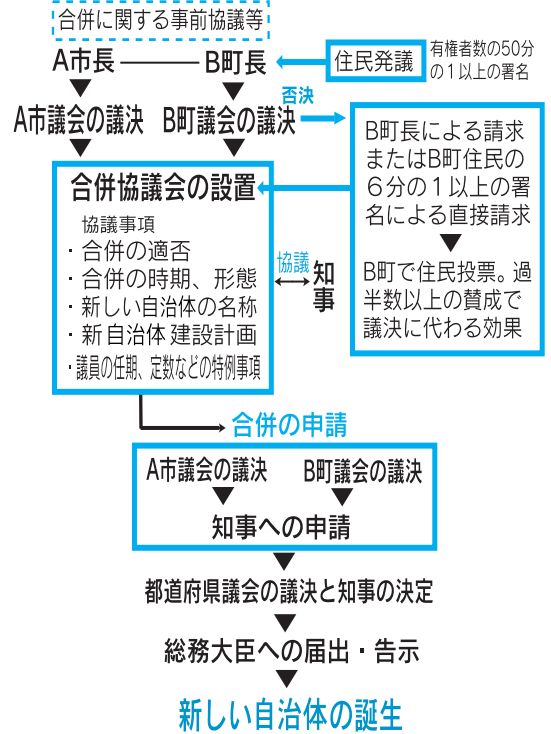 合併に関する事前協議等
A市長 B町長
住民発議
有権者数の50分
の1以上の署名
A市議会の議決 B町議会の議決
否決
B町長による請求
またはB町住民の
6分の1以上の署
名による直接請求
B町で住民投票。過
半数以上の賛成で
議決に代わる効果
合併協議会の設置
協議事項
・合併の適否
・合併の時期、形態
・新しい自治体の名称
・新自治体建設計画
・議員の任期、定数などの特例事項
協議
知
事
合併の申請
A市議会の議決 B町議会の議決
知事への申請
都道府県議会の議決と知事の決定
総務大臣への届出・告示
新しい自治体の誕生